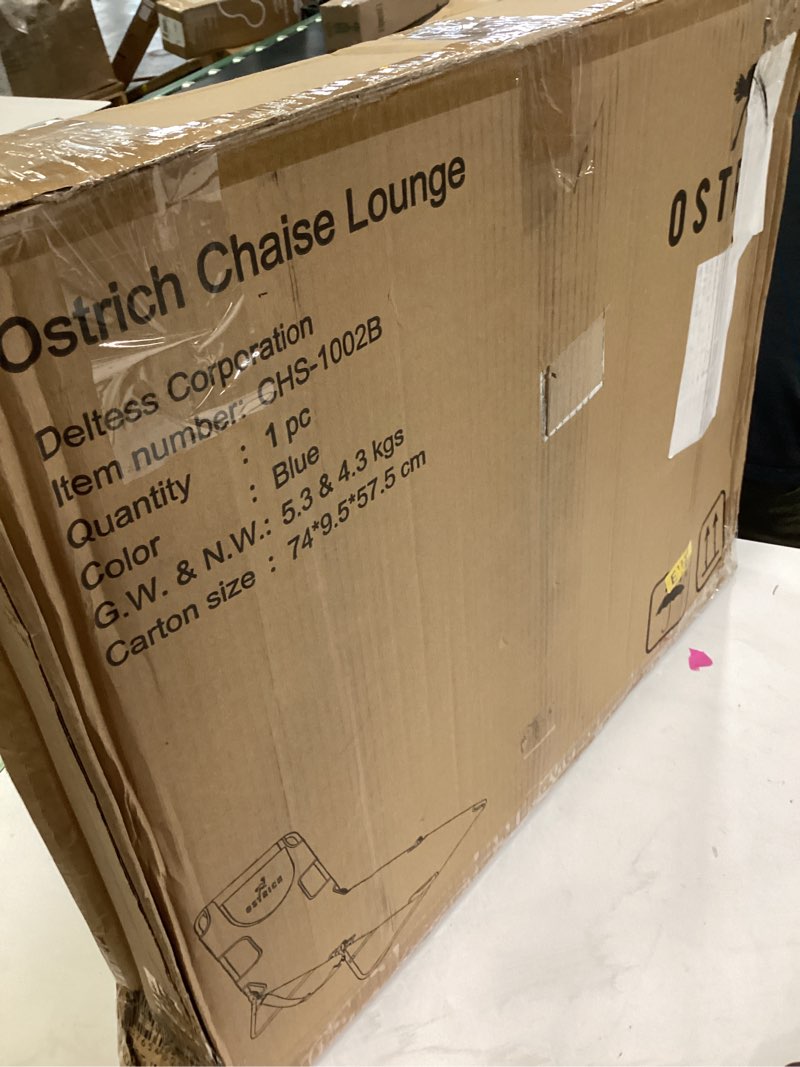 Ostrich Chaise Lounge
OST
Deltess Corporation
Item number: CHS-1002B
Quantity : 1 pc
Color : Blue
G.W. & N.W.: 5.3 & 4.3 kgs
Carton size : 74*9.5*57.5 cm
OSTRICH